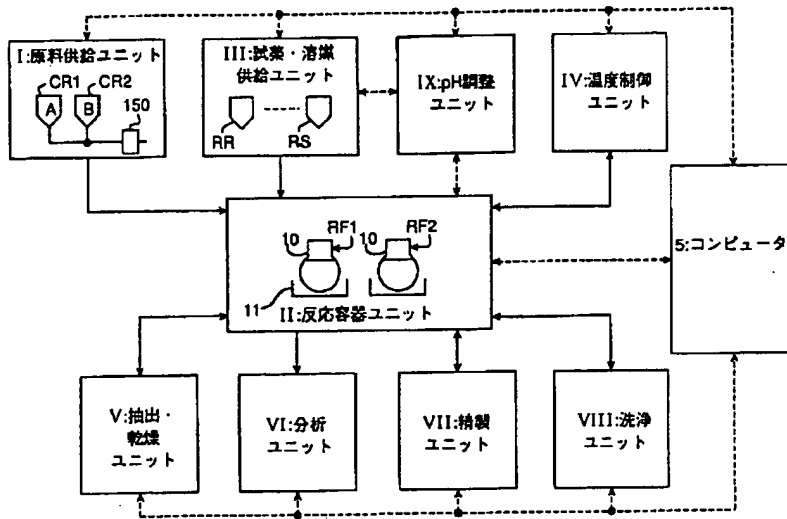 I:原料供給ユニット
CR1
CR2
150
A
B
III:試薬・溶媒
供給ユニット
RR
RS
IX:pH調整
ユニット
IV:温度制御
ユニット
5:コンピュータ
10
RF1
10
RF2
11
II:反応容器ユニット
V:抽出・
乾燥
ユニット
VI:分析
ユニット
VII:精製
ユニット
VIII:洗浄
ユニット